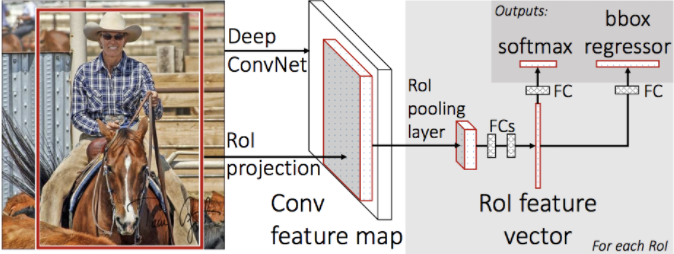 Deep
ConvNet
RoI
projection
Conv
feature map
RoI
pooling
layer
FCs
Outputs:
softmax
FC
bbox
regressor
FC
RoI feature
vector
For each RoI